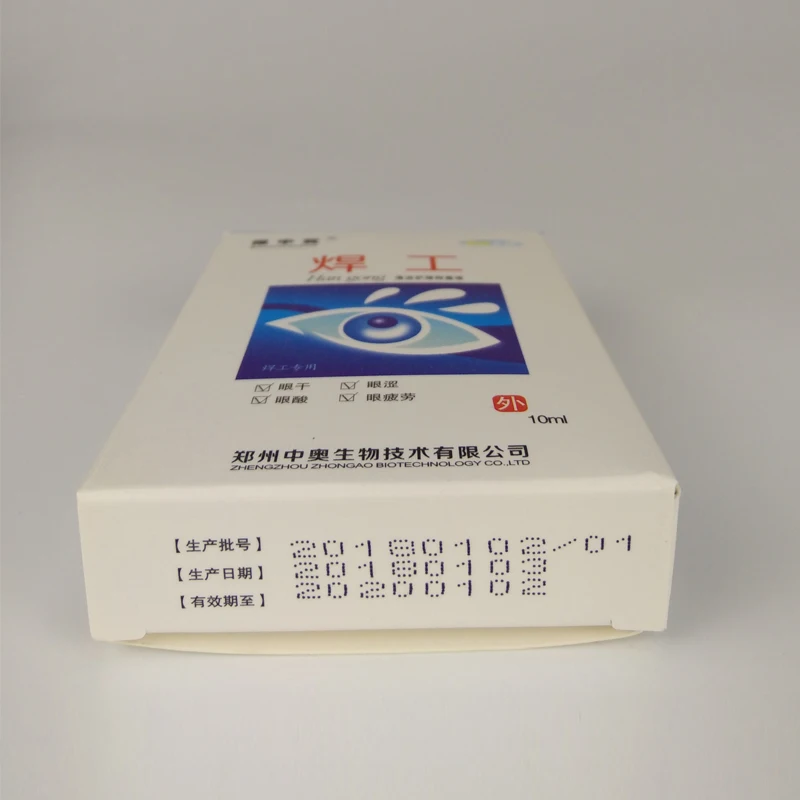 焊工
Han gong
焊工专用
☑眼干 ☑眼涩
☑眼酸 ☑眼疲劳
外
10ml
郑州中奥生物技术有限公司
ZHENGZHOU ZHONGAO BIOTECHNOLOGY CO.,LTD
【生产批号】 20180102/01
【生产日期】 20180103
【有效期至】 20200102